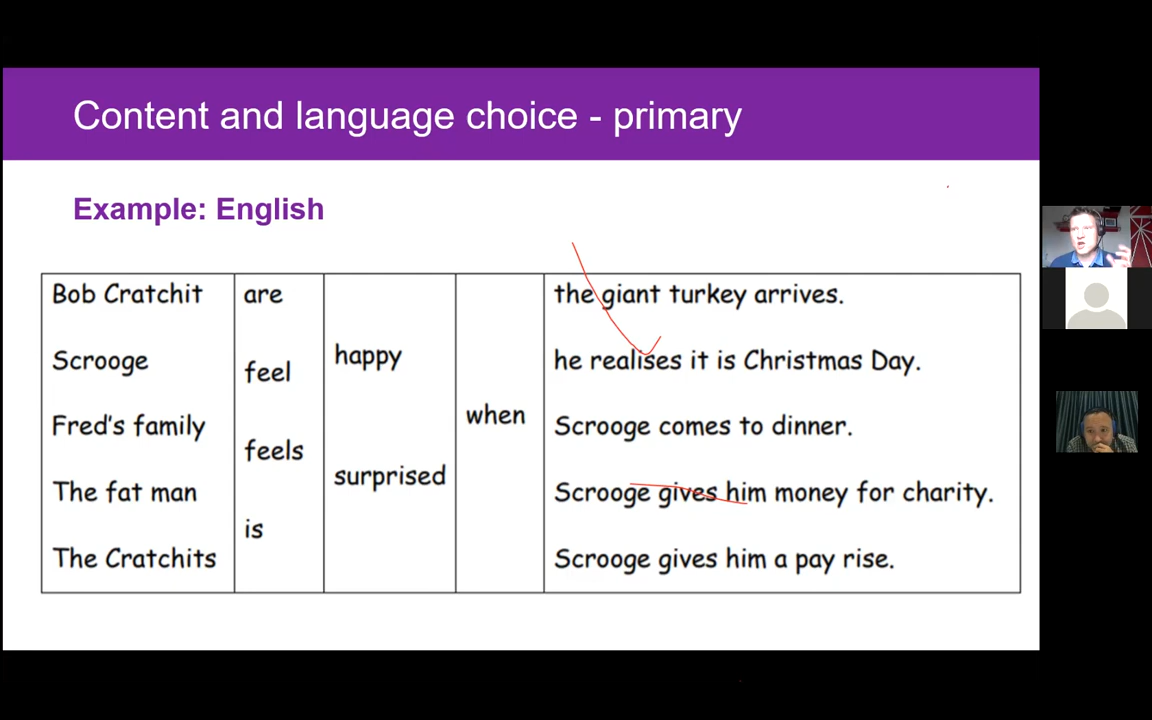 Content and language choice - primary
Example: English
Bob Cratchit
Scrooge
Fred's family
The fat man
The Cratchits
are
feel
feels
is
happy
surprised
when
the giant turkey arrives.
he realises it is Christmas Day.
Scrooge comes to dinner.
Scrooge gives him money for charity.
Scrooge gives him a pay rise.